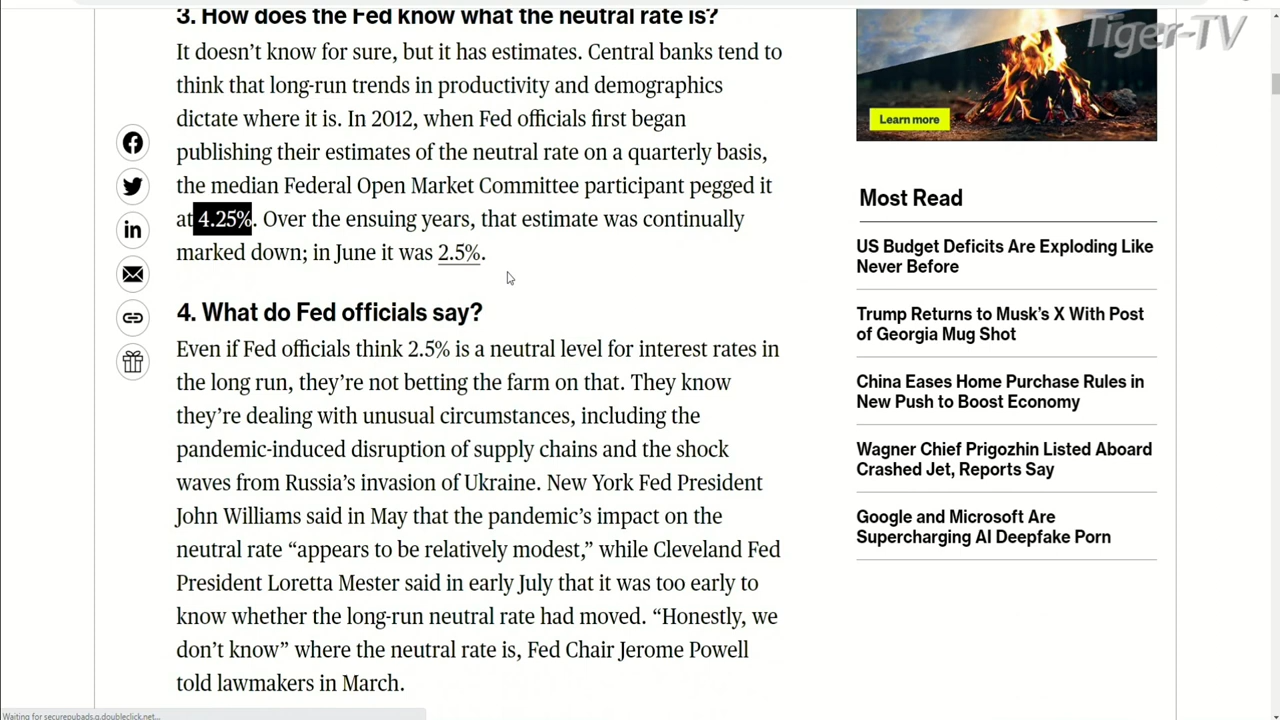 3. How does the Fed know what the neutral rate is?
It doesn’t know for sure, but it has estimates. Central banks tend to
think that long-run trends in productivity and demographics
dictate where it is. In 2012, when Fed officials first began
publishing their estimates of the neutral rate on a quarterly basis,
the median Federal Open Market Committee participant pegged it
at 4.25%. Over the ensuing years, that estimate was continually
marked down; in June it was 2.5%.
4. What do Fed officials say?
Even if Fed officials think 2.5% is a neutral level for interest rates in
the long run, they’re not betting the farm on that. They know
they’re dealing with unusual circumstances, including the
pandemic-induced disruption of supply chains and the shock
waves from Russia’s invasion of Ukraine. New York Fed President
John Williams said in May that the pandemic’s impact on the
neutral rate “appears to be relatively modest,” while Cleveland Fed
President Loretta Mester said in early July that it was too early to
know whether the long-run neutral rate had moved. “Honestly, we
don’t know” where the neutral rate is, Fed Chair Jerome Powell
told lawmakers in March.
Tiger-TV
Learn more
Most Read
US Budget Deficits Are Exploding Like
Never Before
Trump Returns to Musk’s X With Post
of Georgia Mug Shot
China Eases Home Purchase Rules in
New Push to Boost Economy
Wagner Chief Prigozhin Listed Aboard
Crashed Jet, Reports Say
Google and Microsoft Are
Supercharging AI Deepfake Porn
Waiting for securepubads.g.doubleclick.net...